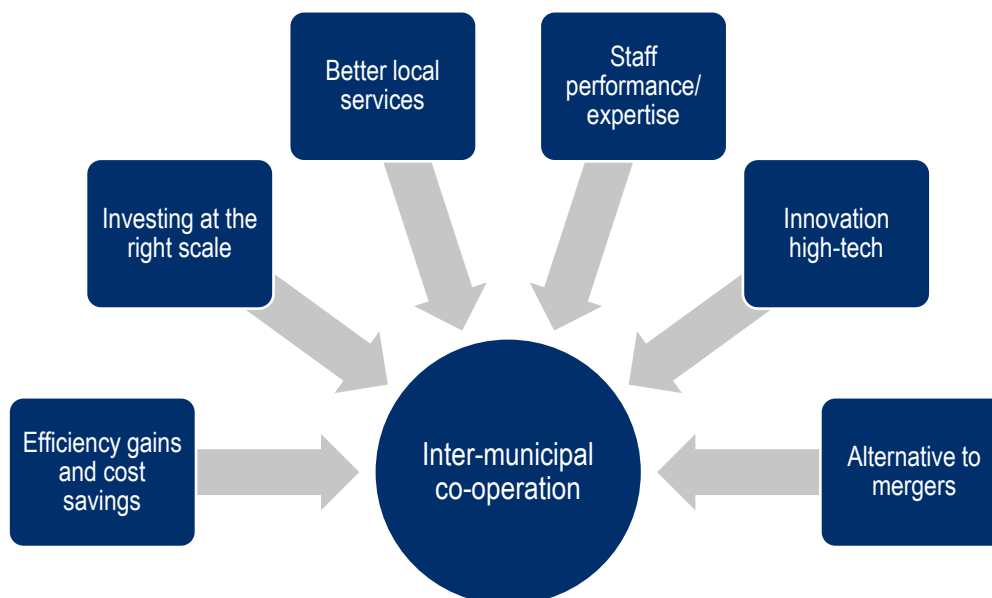 Better local
services
Staff
performance/
expertise
Investing at the
right scale
Innovation
high-tech
Efficiency gains
and cost
savings
Inter-municipal
co-operation
Alternative to
mergers